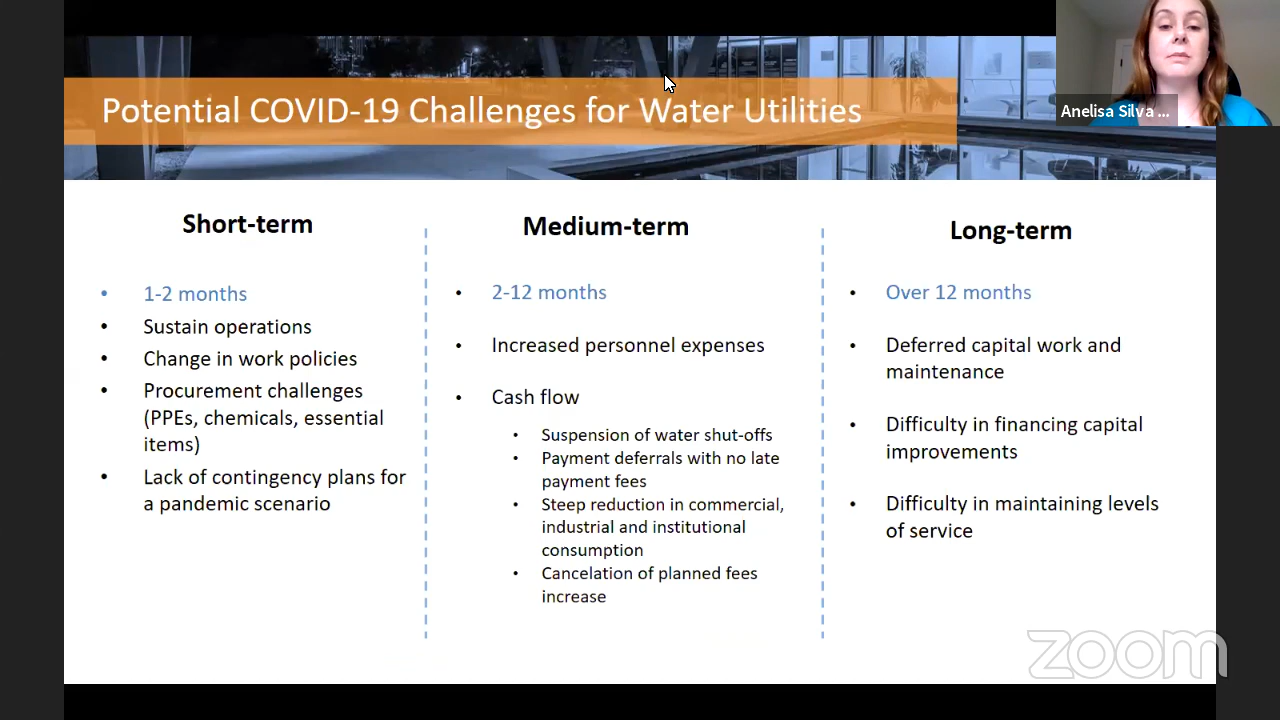 Potential COVID-19 Challenges for Water Utilities
Anelisa Silva ...
Short-term
1-2 months
Sustain operations
Change in work policies
Procurement challenges
(PPEs, chemicals, essential
items)
Lack of contingency plans for
a pandemic scenario
Medium-term
2-12 months
Increased personnel expenses
Cash flow
Suspension of water shut-offs
Payment deferrals with no late
payment fees
Steep reduction in commercial,
industrial and institutional
consumption
Cancelation of planned fees
increase
Long-term
Over 12 months
Deferred capital work and
maintenance
Difficulty in financing capital
improvements
Difficulty in maintaining levels
of service
zoom